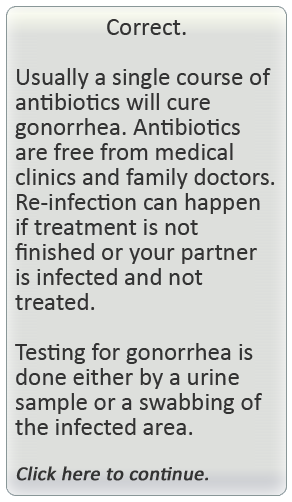 Correct.
Usually a single course of
antibiotics will cure
gonorrhea. Antibiotics
are free from medical
clinics and family doctors.
Re-infection can happen
if treatment is not
finished or your partner
is infected and not
treated.
Testing for gonorrhea is
done either by a urine
sample or a swabbing of
the infected area.
Click here to continue.